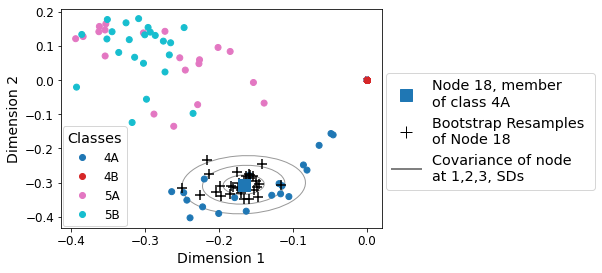 0.2
0.1
0.0
−0.1
−0.2
−0.3
−0.4
Dimension 2
−0.4
−0.3
−0.2
−0.1
0.0
Dimension 1
Classes
4A
4B
5A
5B
Node 18, member
of class 4A
Bootstrap Resamples
of Node 18
Covariance of node
at 1,2,3, SDs